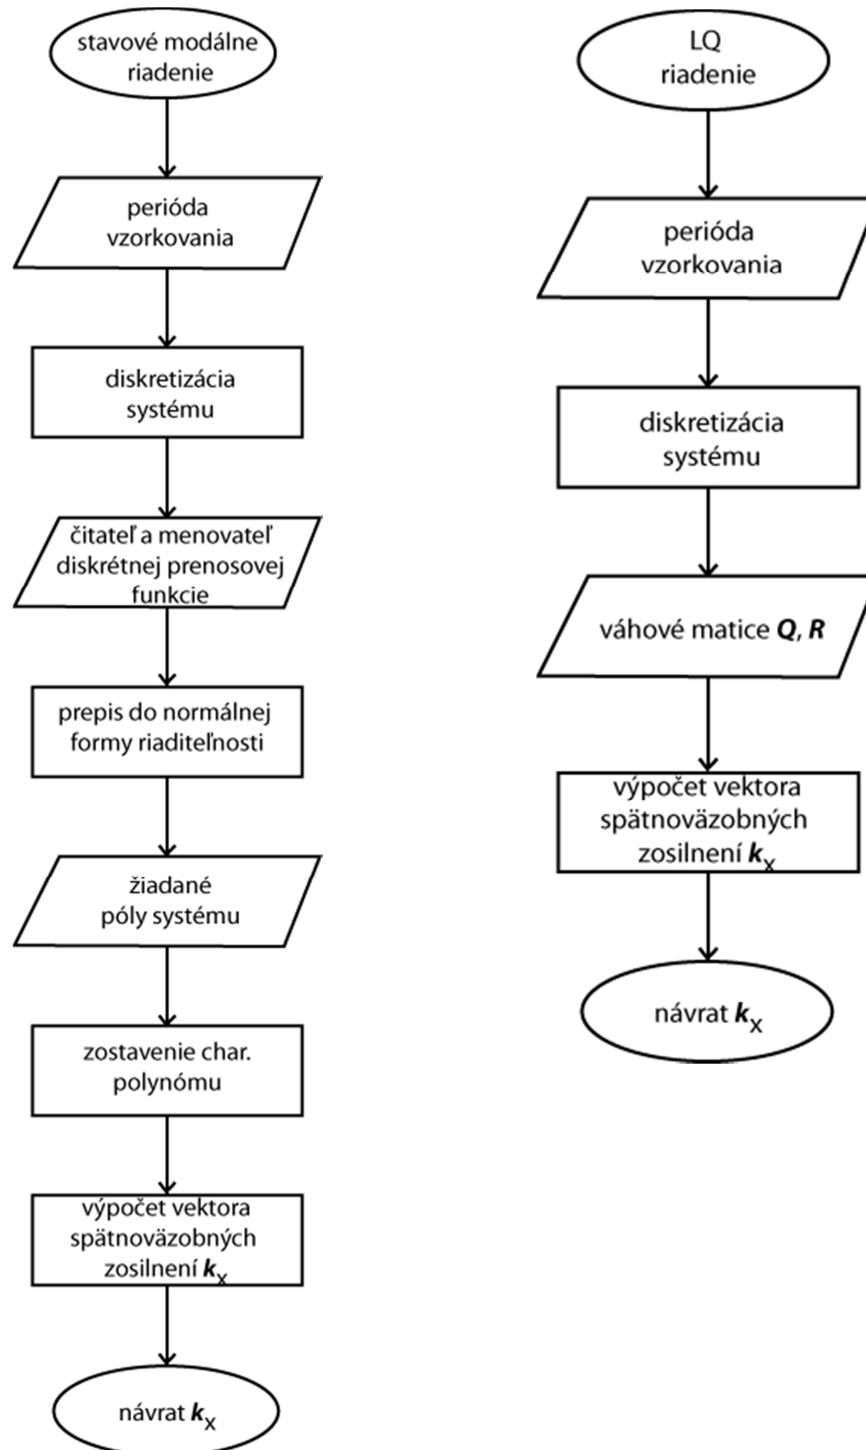 stavové modálne
riadenie
perióda
vzorkovania
diskretizácia
systému
čitateľ a menovateľ
diskrétnej prenosovej
funkcie
prepis do normálnej
formy riaditeľnosti
žiadané
póly systému
zostavenie char.
polynómu
výpočet vektora
spätnoväzobných
zosilnení kx
návrat kx
LQ
riadenie
perióda
vzorkovania
diskretizácia
systému
váhové matice Q, R
výpočet vektora
spätnoväzobných
zosilnení kx
návrat kx